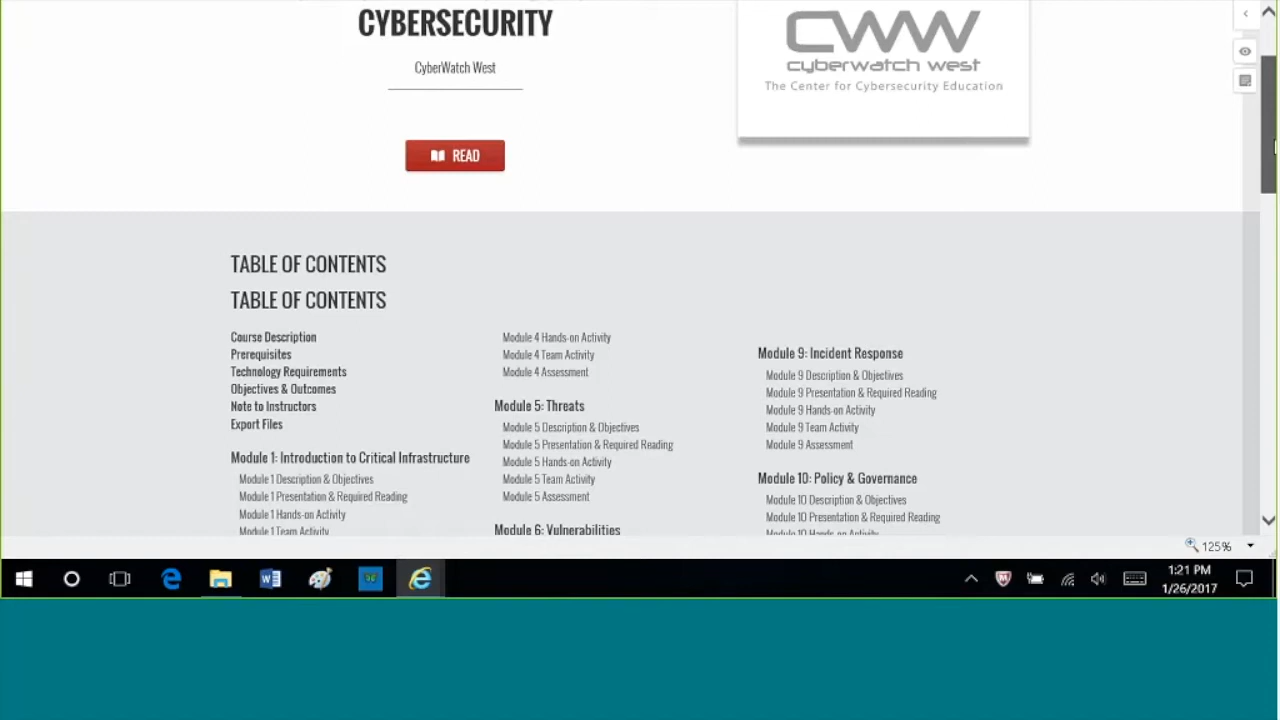 CYBERSECURITY
CyberWatch West
READ
CWW
cyberwatch west
The Center for Cybersecurity Education
TABLE OF CONTENTS
TABLE OF CONTENTS
Course Description
Prerequisites
Technology Requirements
Objectives & Outcomes
Note to Instructors
Export Files
Module 1: Introduction to Critical Infrastructure
Module 1 Description & Objectives
Module 1 Presentation & Required Reading
Module 1 Hands-on Activity
Module 1 Team Activity
Module 4 Hands-on Activity
Module 4 Team Activity
Module 4 Assessment
Module 5: Threats
Module 5 Description & Objectives
Module 5 Presentation & Required Reading
Module 5 Hands-on Activity
Module 5 Team Activity
Module 5 Assessment
Module 6: Vulnerabilities
Module 9: Incident Response
Module 9 Description & Objectives
Module 9 Presentation & Required Reading
Module 9 Hands-on Activity
Module 9 Team Activity
Module 9 Assessment
Module 10: Policy & Governance
Module 10 Description & Objectives
Module 10 Presentation & Required Reading
Module 10 Hands-on Activity
125%
1:21 PM
1/26/2017